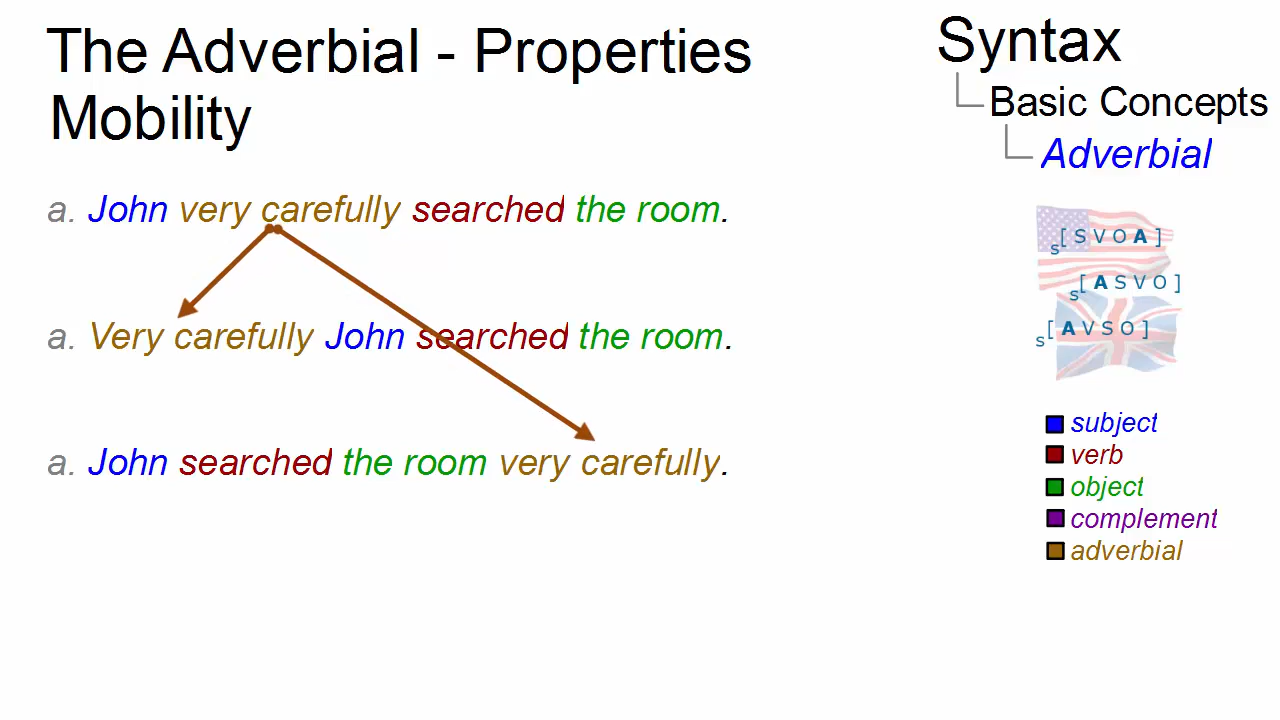 The Adverbial - Properties
Mobility
a. John very carefully searched the room.
a. Very carefully John searched the room.
a. John searched the room very carefully.
Syntax
Basic Concepts
Adverbial
s[ S V O A ]
s[ A S V O ]
s[ A V S O ]
subject
verb
object
complement
adverbial